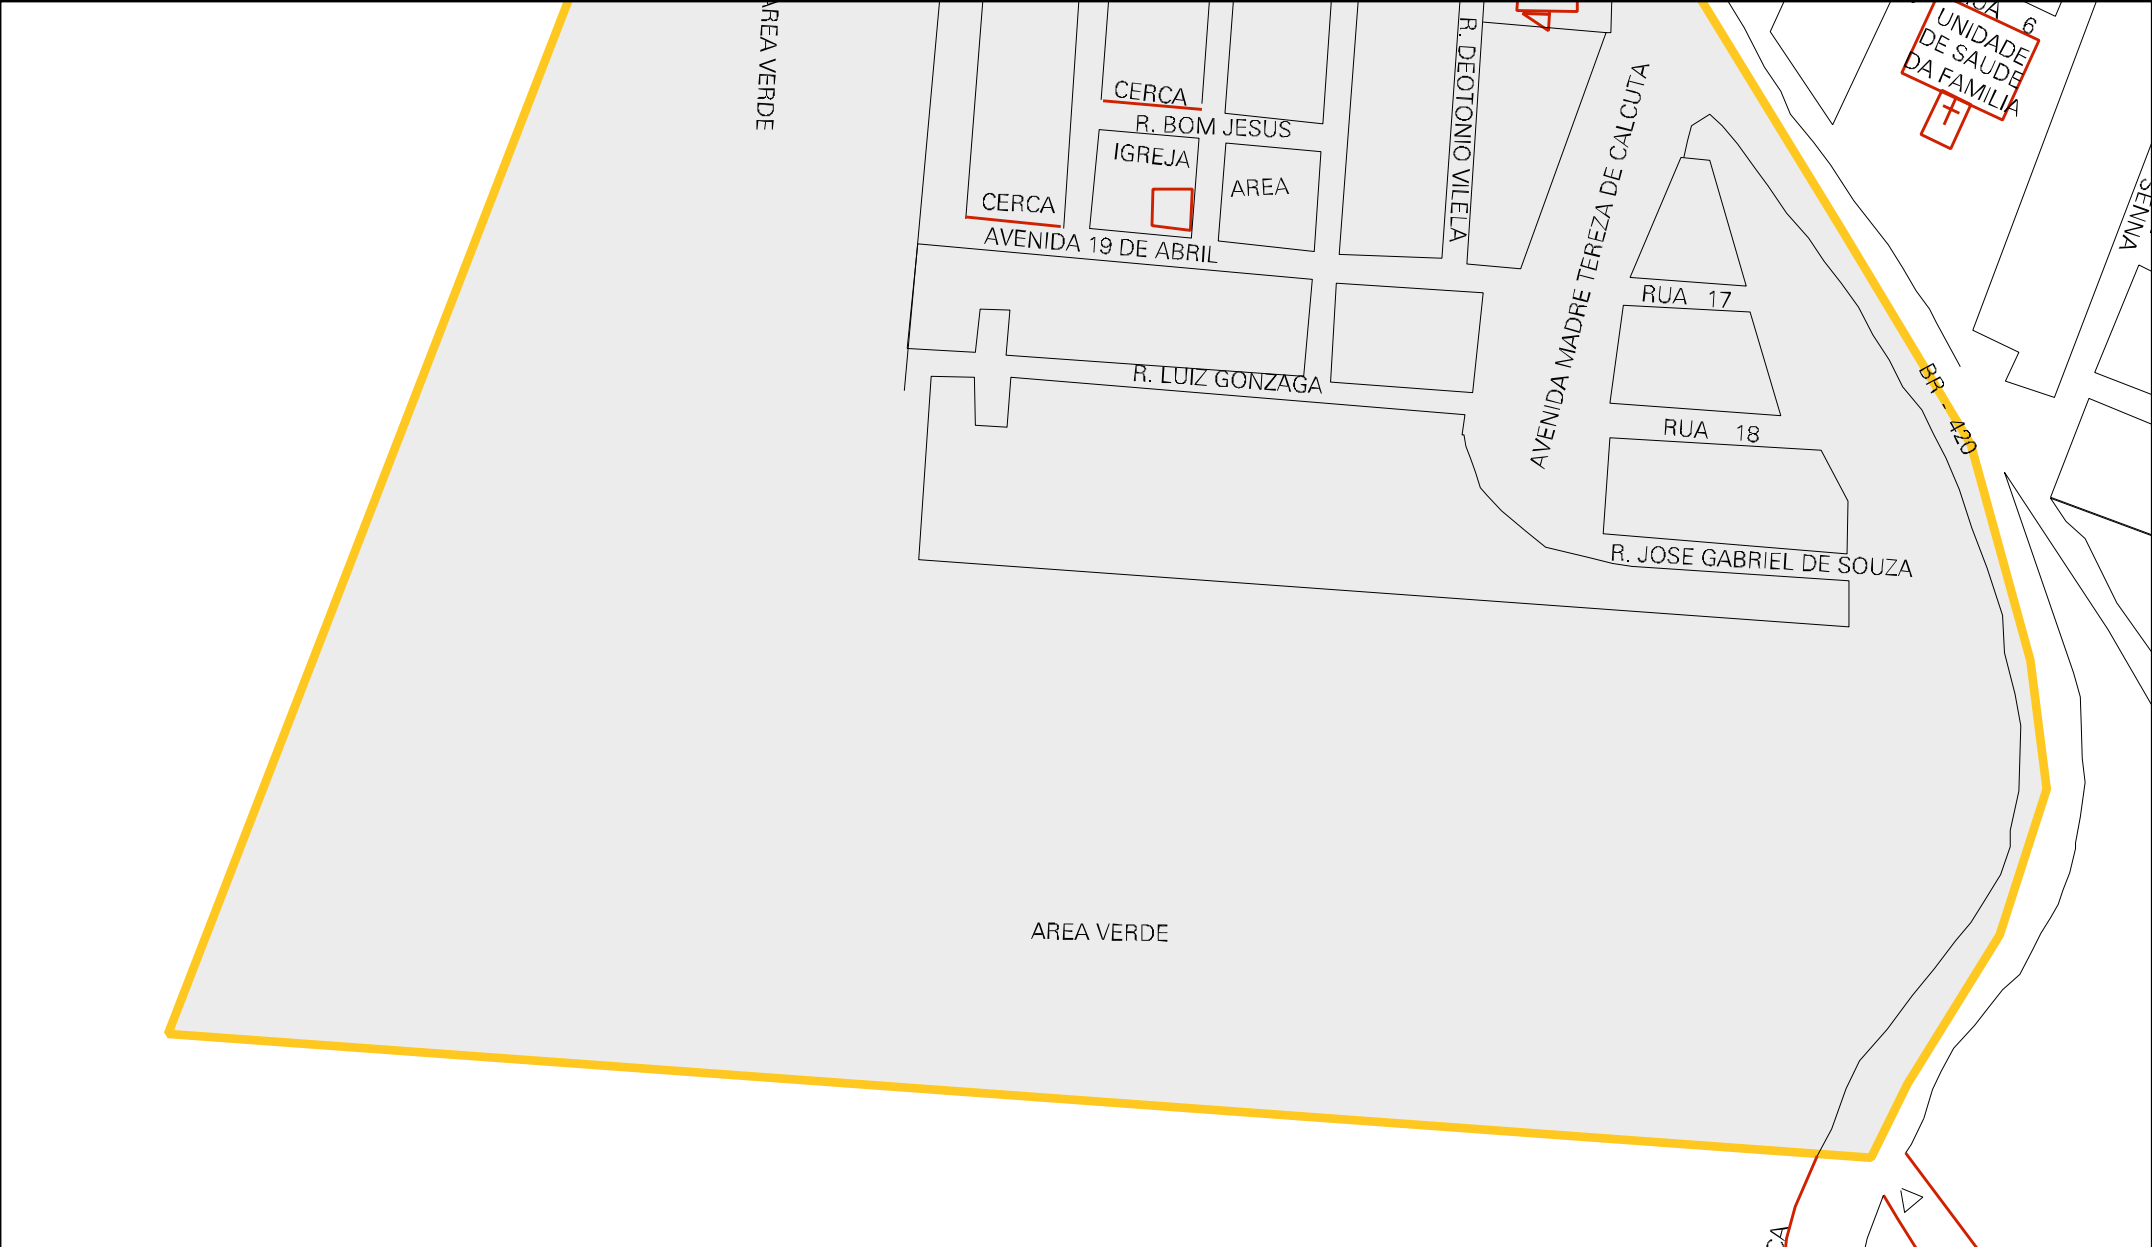 AREA VERDE
RUA 6
UNIDADE
DE SAUDE
DA FAMILIA
R. DEOTONIO VILELA
CERCA
R. BOM JESUS
IGREJA
AREA
AVENIDA MADRE TEREZA DE CALCUTA
SENNA
CERCA
AVENIDA 19 DE ABRIL
RUA 17
R. LUIZ GONZAGA
BR - 420
RUA 18
R. JOSE GABRIEL DE SOUZA
AREA VERDE